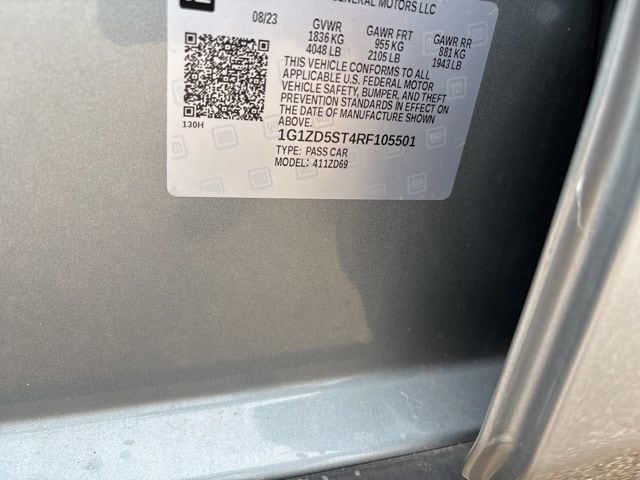 GENERAL MOTORS LLC
08/23 GVWR GAWR FRT GAWR RR
1836 KG 955 KG 881 KG
4048 LB 2105 LB 1943 LB
THIS VEHICLE CONFORMS TO ALL
APPLICABLE U.S. FEDERAL MOTOR
VEHICLE SAFETY, BUMPER, AND THEFT
PREVENTION STANDARDS IN EFFECT ON
THE DATE OF MANUFACTURE SHOWN
ABOVE.
130H
1G1ZD5ST4RF105501
TYPE: PASS CAR
MODEL: 411ZD69